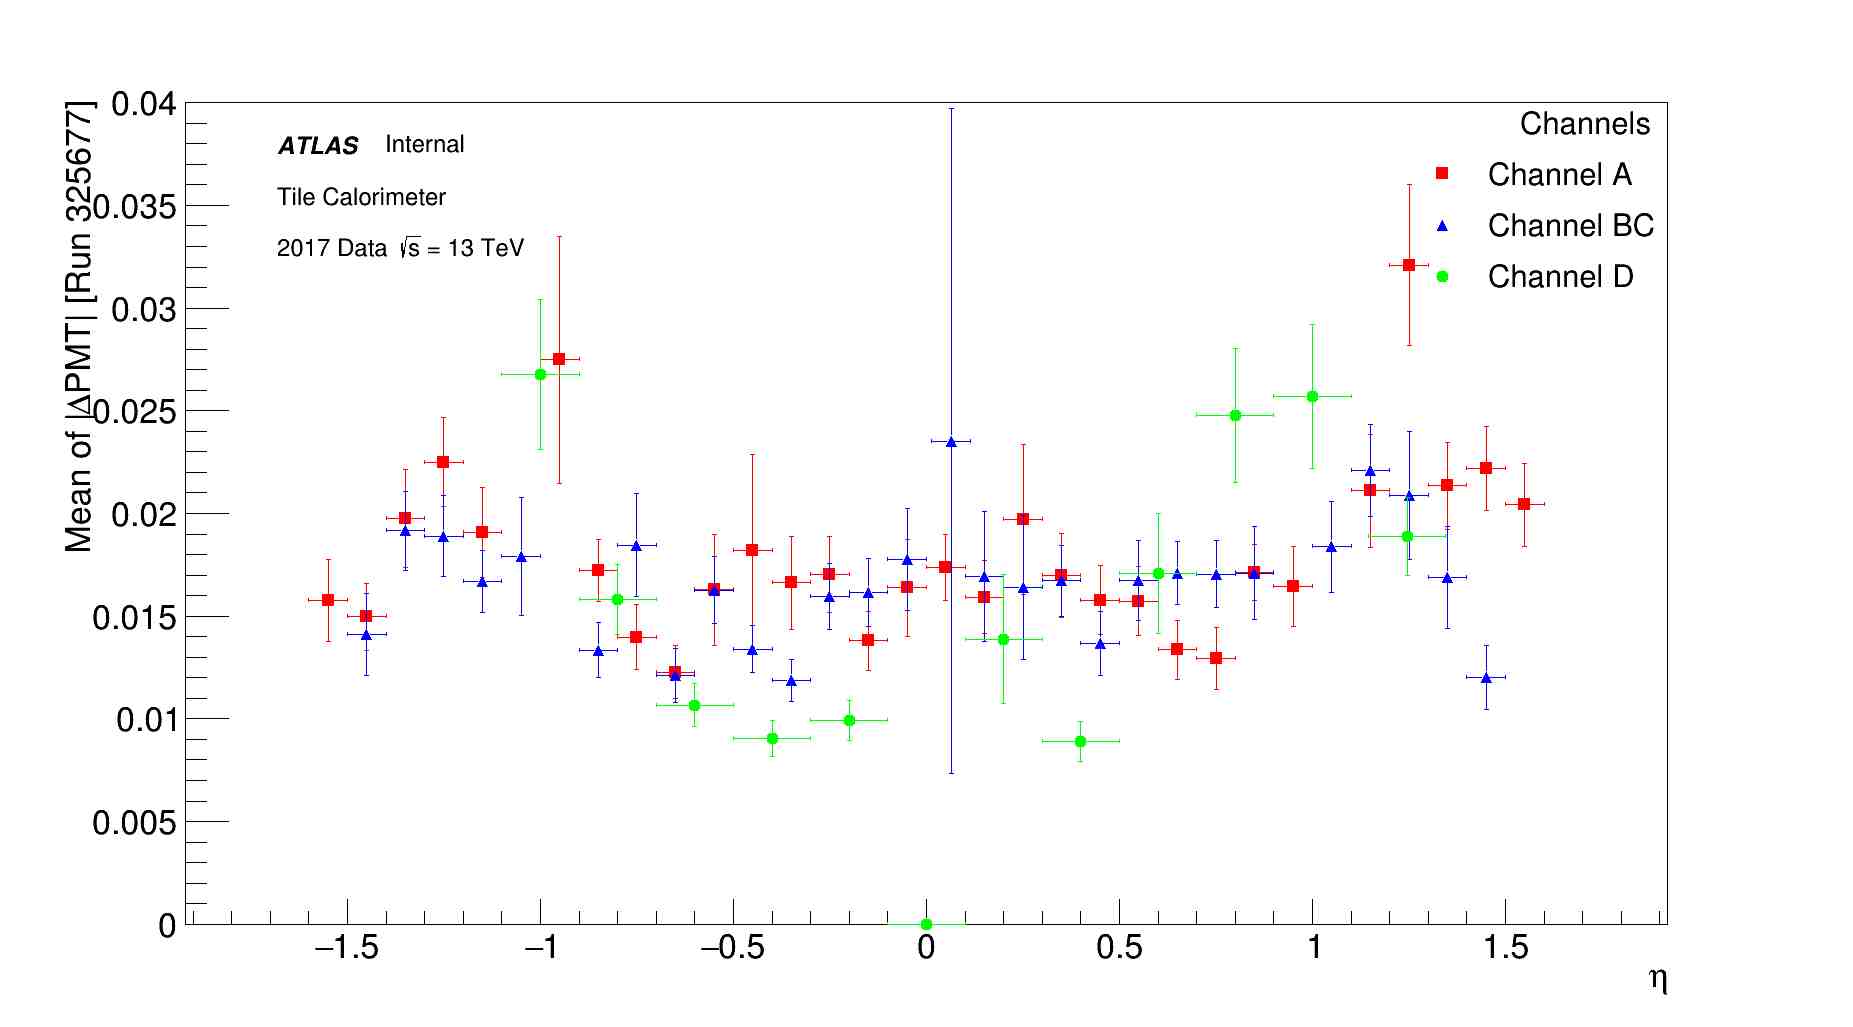 Mean of |ΔPMT| [Run 325677]
ATLAS Internal
Tile Calorimeter
2017 Data √s = 13 TeV
Channels
Channel A
Channel BC
Channel D
0.04
0.035
0.03
0.025
0.02
0.015
0.01
0.005
0
−1.5 −1 −0.5 0 0.5 1 1.5
η